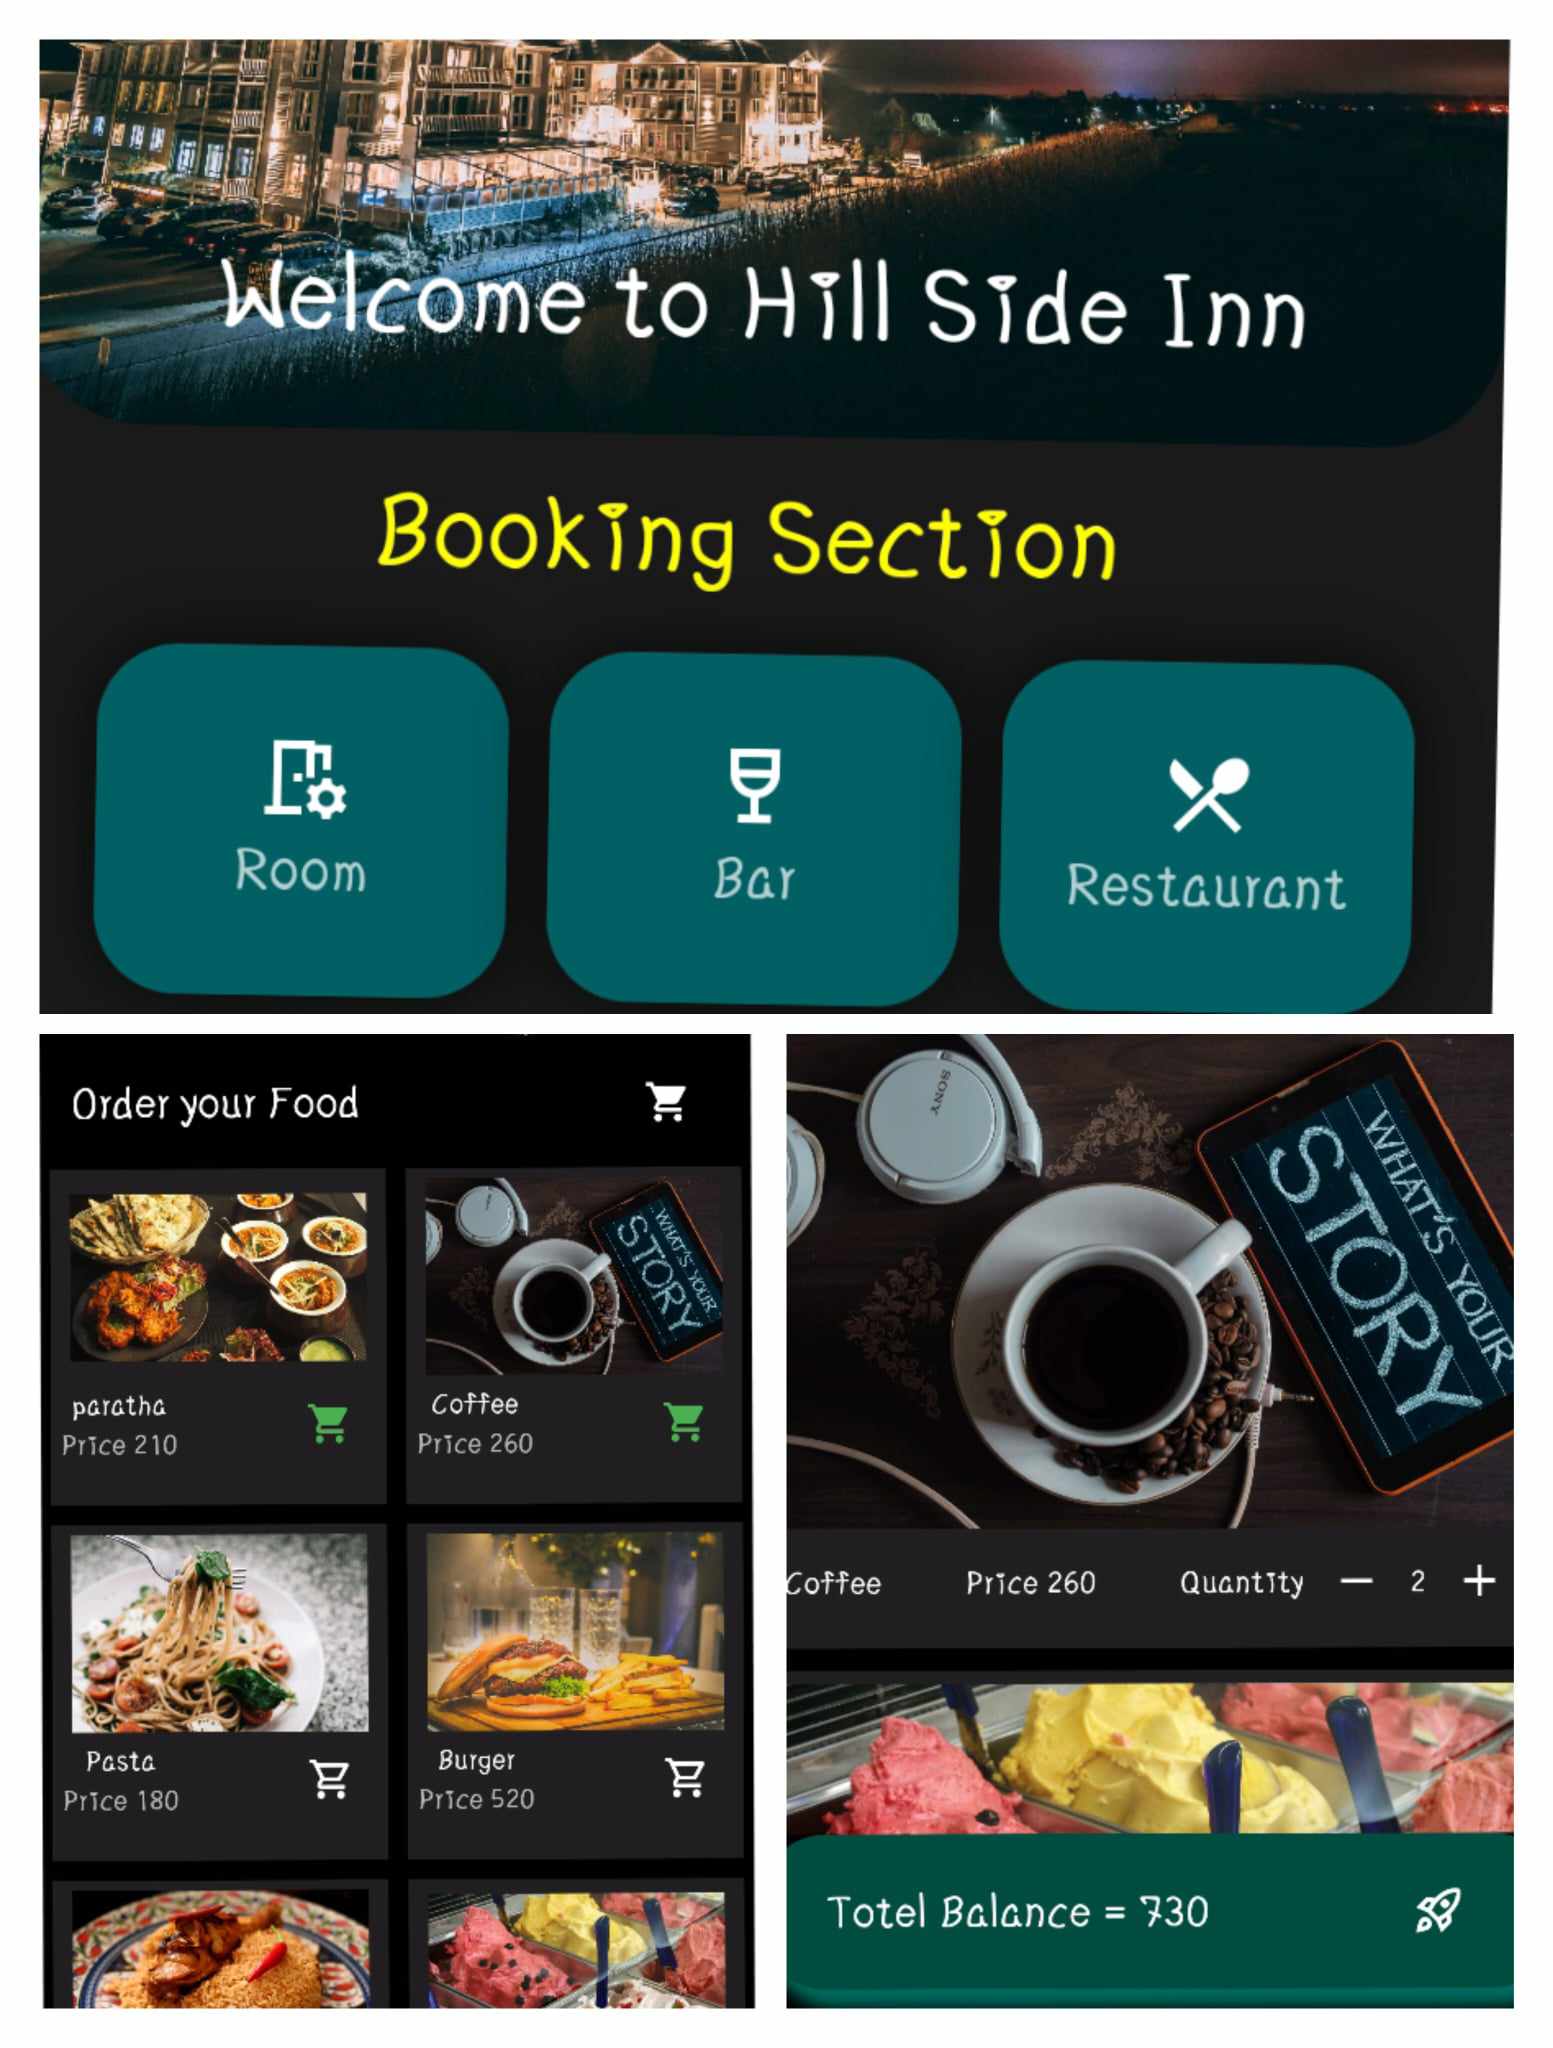 Welcome to Hill Side Inn
Booking Section
Room
Bar
Restaurant
Order your Food
WHAT'S YOUR
STORY
paratha
Price 210
Coffee
Price 260
Pasta
Price 180
Burger
Price 520
SONY
WHAT'S YOUR
STORY
Coffee Price 260 Quantity − 2 +
Totel Balance = 730